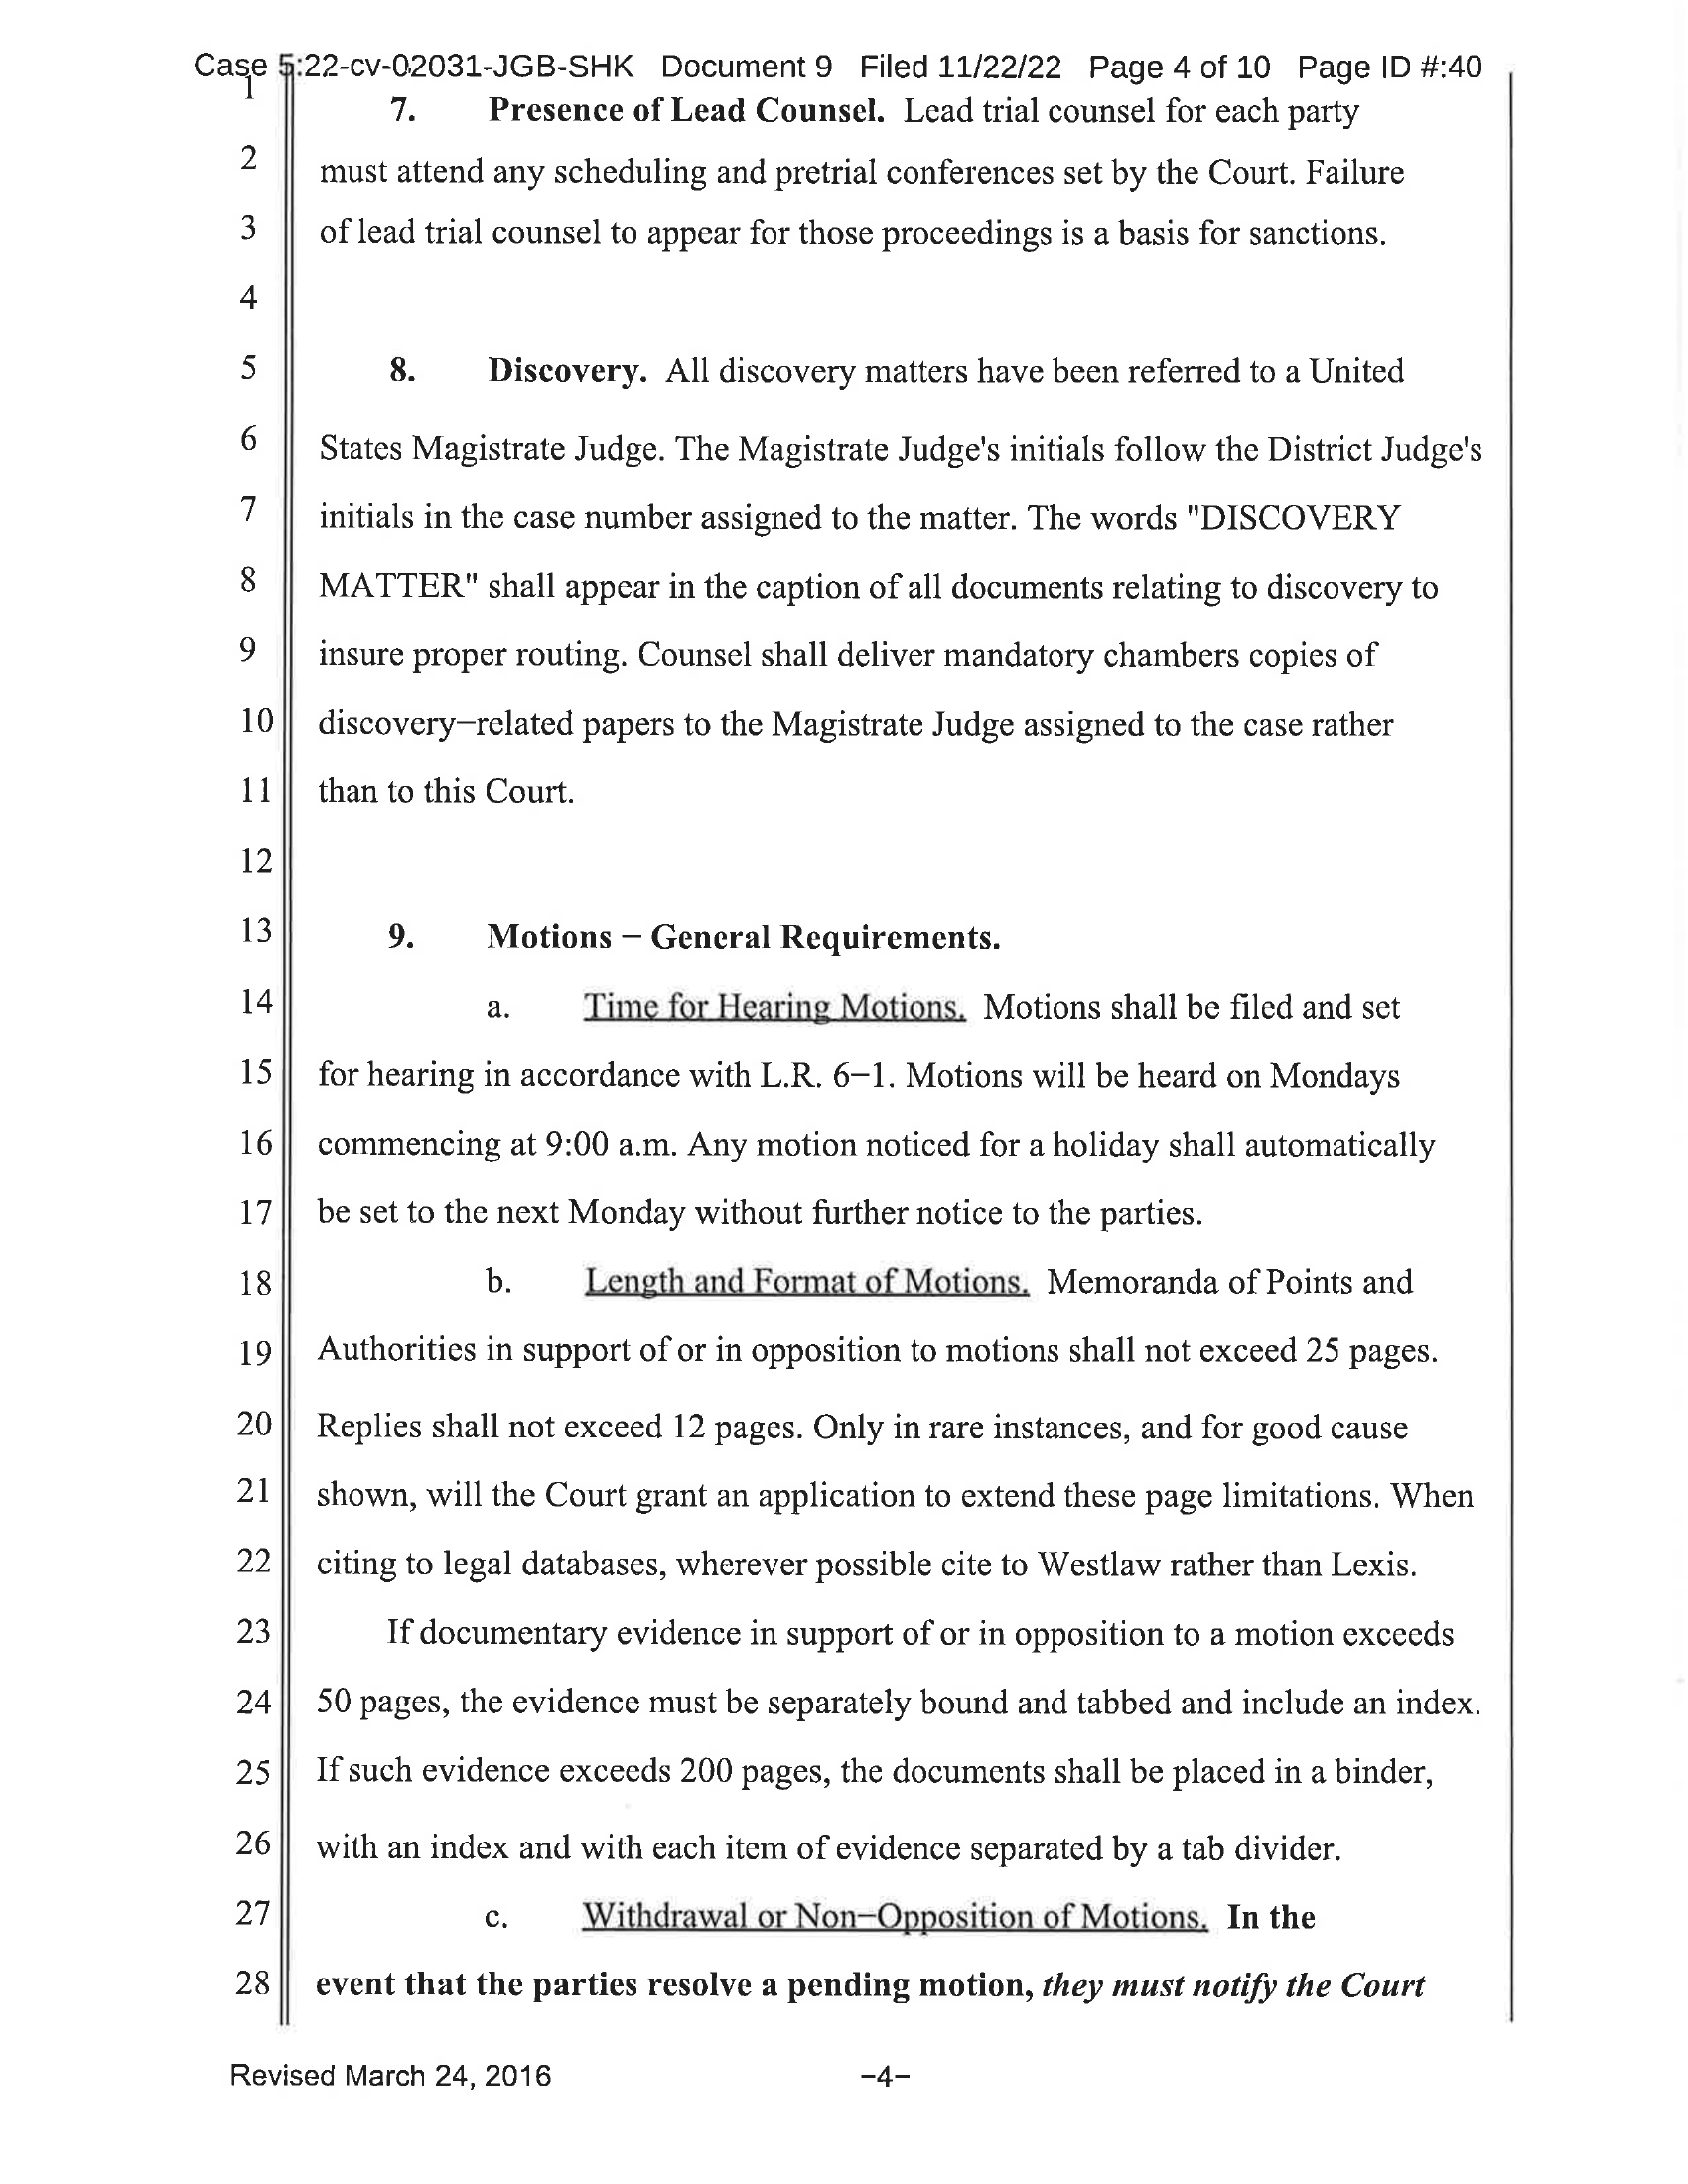 Case 5:22-cv-02031-JGB-SHK Document 9 Filed 11/22/22 Page 4 of 10 Page ID #:40
1 7. Presence of Lead Counsel. Lead trial counsel for each party
2 must attend any scheduling and pretrial conferences set by the Court. Failure
3 of lead trial counsel to appear for those proceedings is a basis for sanctions.
4
5 8. Discovery. All discovery matters have been referred to a United
6 States Magistrate Judge. The Magistrate Judge's initials follow the District Judge's
7 initials in the case number assigned to the matter. The words "DISCOVERY
8 MATTER" shall appear in the caption of all documents relating to discovery to
9 insure proper routing. Counsel shall deliver mandatory chambers copies of
10 discovery–related papers to the Magistrate Judge assigned to the case rather
11 than to this Court.
12
13 9. Motions – General Requirements.
14 a. Time for Hearing Motions. Motions shall be filed and set
15 for hearing in accordance with L.R. 6–1. Motions will be heard on Mondays
16 commencing at 9:00 a.m. Any motion noticed for a holiday shall automatically
17 be set to the next Monday without further notice to the parties.
18 b. Length and Format of Motions. Memoranda of Points and
19 Authorities in support of or in opposition to motions shall not exceed 25 pages.
20 Replies shall not exceed 12 pages. Only in rare instances, and for good cause
21 shown, will the Court grant an application to extend these page limitations. When
22 citing to legal databases, wherever possible cite to Westlaw rather than Lexis.
23 If documentary evidence in support of or in opposition to a motion exceeds
24 50 pages, the evidence must be separately bound and tabbed and include an index.
25 If such evidence exceeds 200 pages, the documents shall be placed in a binder,
26 with an index and with each item of evidence separated by a tab divider.
27 c. Withdrawal or Non–Opposition of Motions. In the
28 event that the parties resolve a pending motion, they must notify the Court
Revised March 24, 2016 –4–